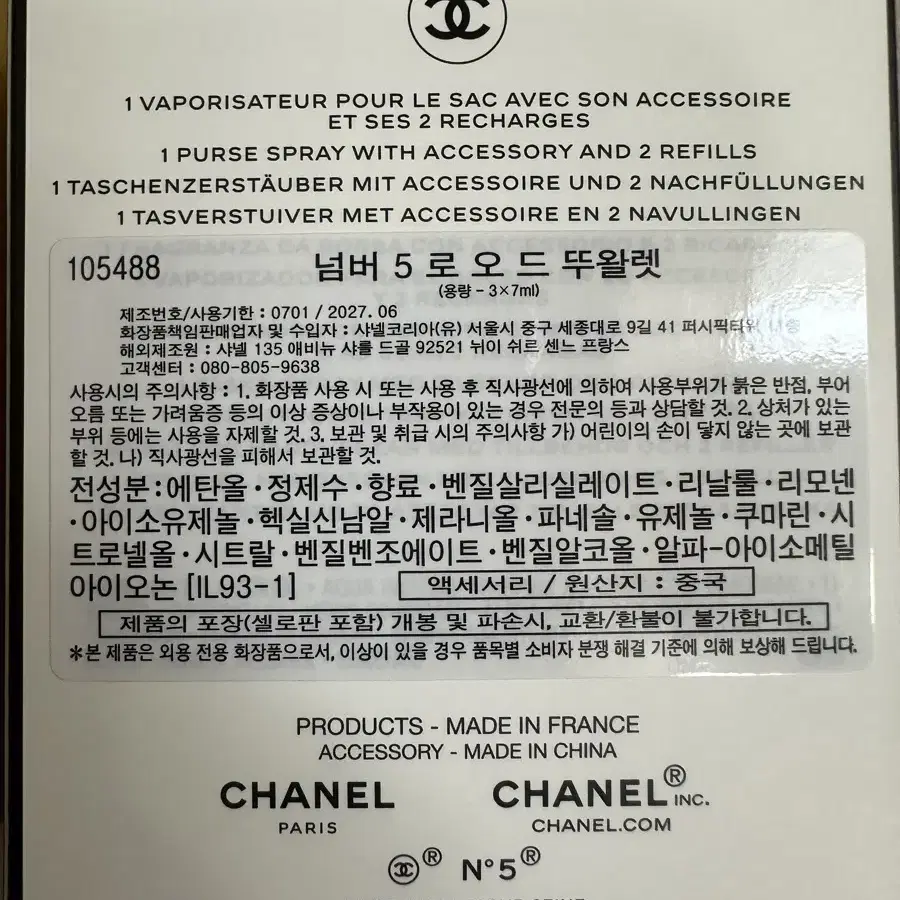 1 VAPORISATEUR POUR LE SAC AVEC SON ACCESSOIRE
ET SES 2 RECHARGES
1 PURSE SPRAY WITH ACCESSORY AND 2 REFILLS
1 TASCHENZERSTÄUBER MIT ACCESSOIRE UND 2 NACHFÜLLUNGEN
1 TASVERSTUIVER MET ACCESSOIRE EN 2 NAVULLINGEN
105488 넘버 5 로 오 드 뚜왈렛
(용량 - 3×7ml)
제조번호/사용기한 : 0701 / 2027. 06
화장품책임판매업자 및 수입자 : 샤넬코리아(유) 서울시 중구 세종대로 9길 41 퍼시픽타워
해외제조원 : 샤넬 135 애비뉴 샤를 드골 92521 뉘이 쉬르 센느 프랑스
고객센터 : 080-805-9638
사용시의 주의사항 : 1. 화장품 사용 시 또는 사용 후 직사광선에 의하여 사용부위가 붉은 반점, 부어
오름 또는 가려움증 등의 이상 증상이나 부작용이 있는 경우 전문의 등과 상담할 것. 2. 상처가 있는
부위 등에는 사용을 자제할 것. 3. 보관 및 취급 시의 주의사항 가) 어린이의 손이 닿지 않는 곳에 보관
할 것. 나) 직사광선을 피해서 보관할 것.
전성분:에탄올·정제수·향료·벤질살리실레이트·리날룰·리모넨
·아이소유제놀·헥실신남알·제라니올·파네솔·유제놀·쿠마린·시
트로넬올·시트랄·벤질벤조에이트·벤질알코올·알파-아이소메틸
아이오논 [IL93-1] 액세서리 / 원산지 : 중국
제품의 포장(셀로판 포함) 개봉 및 파손시, 교환/환불이 불가합니다.
*본 제품은 외용 전용 화장품으로서, 이상이 있을 경우 품목별 소비자 분쟁 해결 기준에 의해 보상해 드립니다.
PRODUCTS - MADE IN FRANCE
ACCESSORY - MADE IN CHINA
CHANEL CHANEL® INC.
PARIS CHANEL.COM
® N°5®